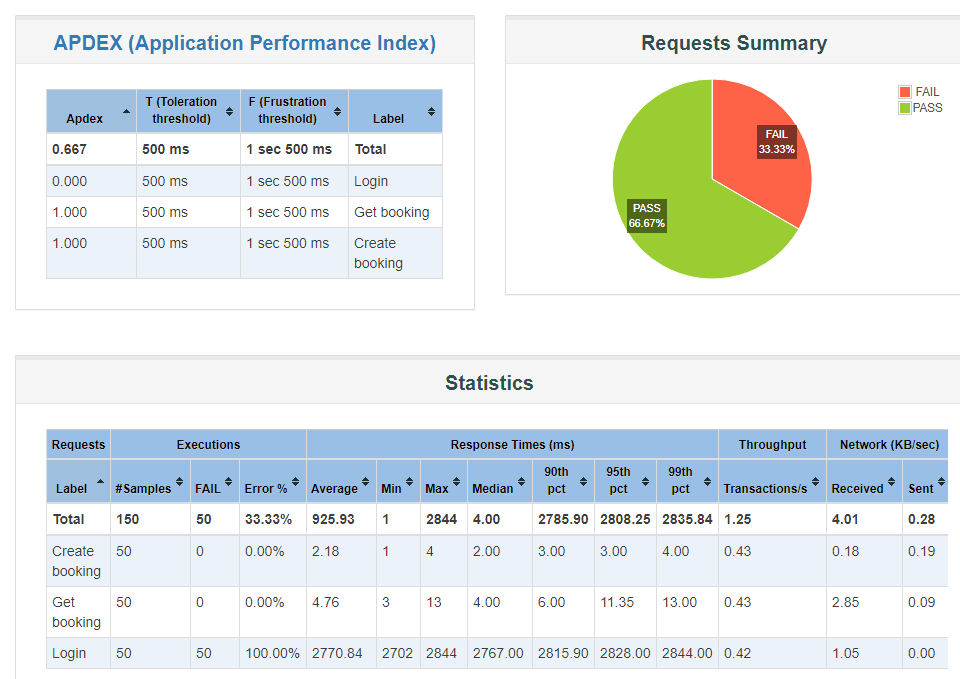 APDEX (Application Performance Index)
Apdex T (Toleration threshold) F (Frustration threshold) Label
0.667 500 ms 1 sec 500 ms Total
0.000 500 ms 1 sec 500 ms Login
1.000 500 ms 1 sec 500 ms Get booking
1.000 500 ms 1 sec 500 ms Create booking
Requests Summary
FAIL
PASS
FAIL
33.33%
PASS
66.67%
Statistics
Requests Executions Response Times (ms) Throughput Network (KB/sec)
Label #Samples FAIL Error % Average Min Max Median 90th pct 95th pct 99th pct Transactions/s Received Sent
Total 150 50 33.33% 925.93 1 2844 4.00 2785.90 2808.25 2835.84 1.25 4.01 0.28
Create booking 50 0 0.00% 2.18 1 4 2.00 3.00 3.00 4.00 0.43 0.18 0.19
Get booking 50 0 0.00% 4.76 3 13 4.00 6.00 11.35 13.00 0.43 2.85 0.09
Login 50 50 100.00% 2770.84 2702 2844 2767.00 2815.90 2828.00 2844.00 0.42 1.05 0.00